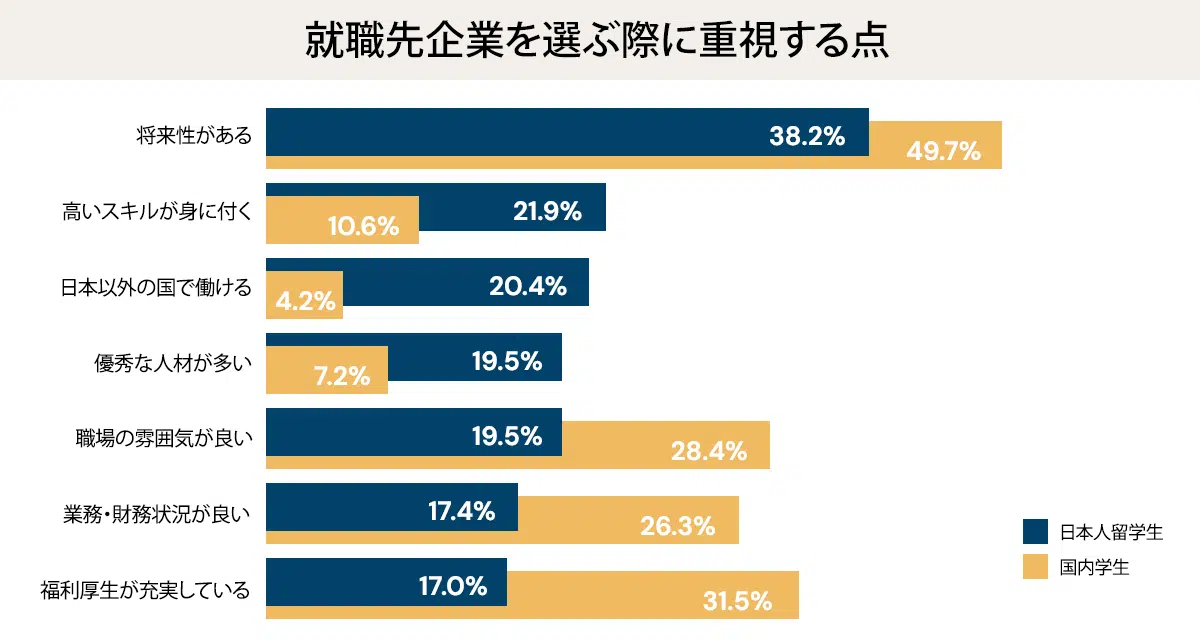 就職先企業を選ぶ際に重視する点
将来性がある
38.2%
49.7%
高いスキルが身に付く
10.6%
21.9%
日本以外の国で働ける
4.2%
20.4%
優秀な人材が多い
7.2%
19.5%
職場の雰囲気が良い
19.5%
28.4%
業務・財務状況が良い
17.4%
26.3%
福利厚生が充実している
17.0%
31.5%
日本人留学生
国内学生